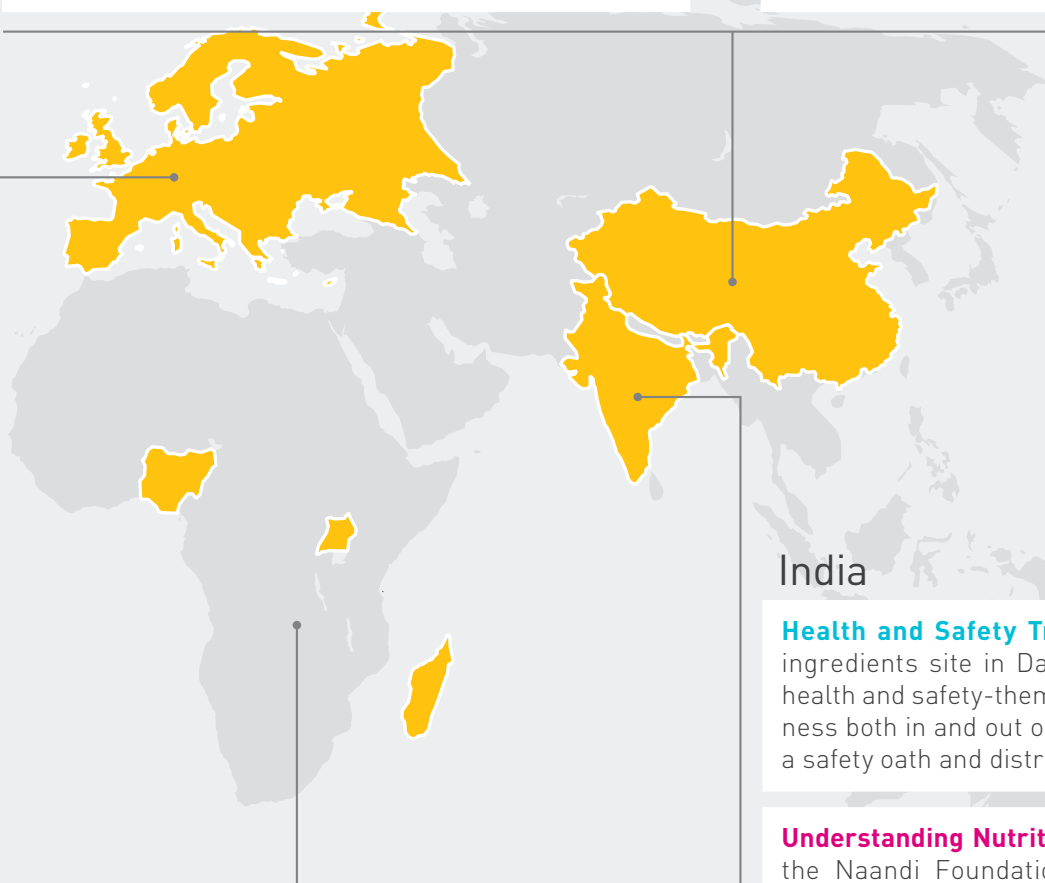 India
Health and Safety Tr
ingredients site in Da
health and safety-them
ness both in and out o
a safety oath and distr
Understanding Nutrit
the Naandi Foundatio